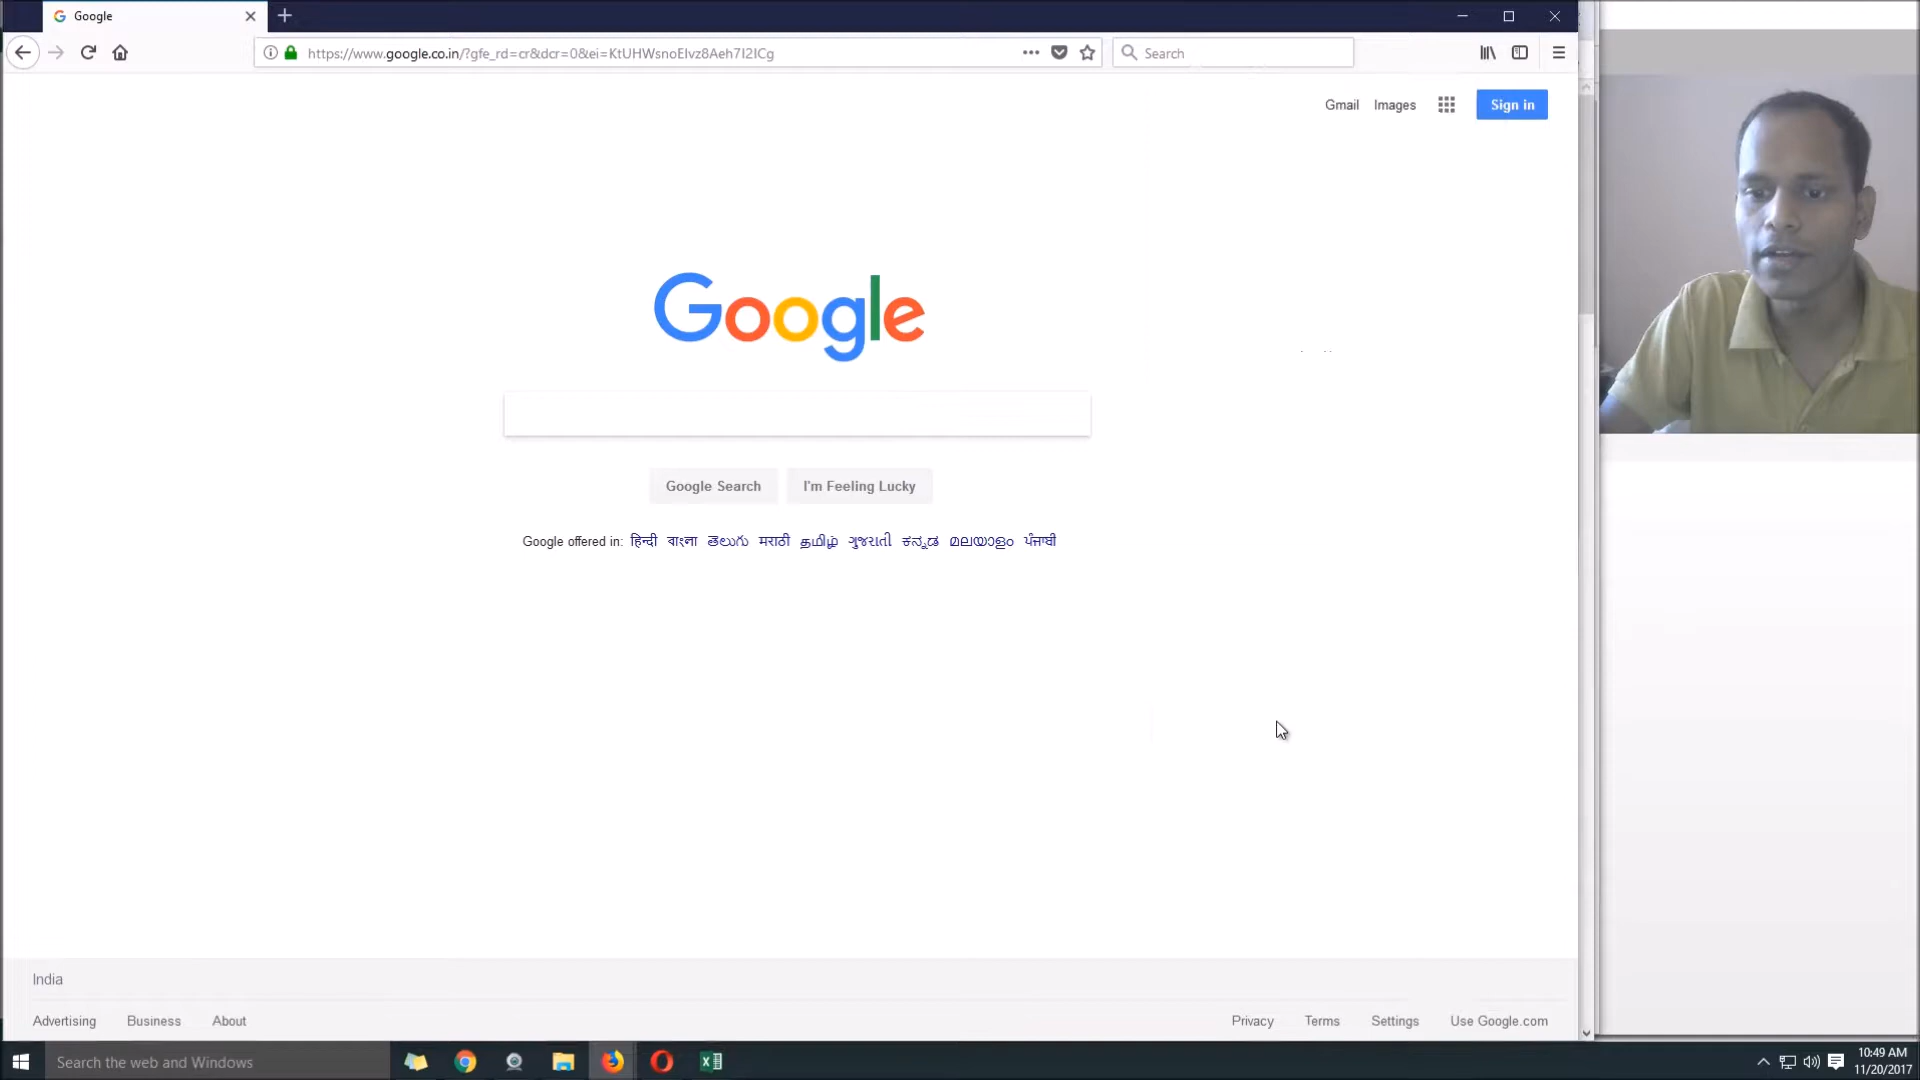 Google
https://www.google.co.in/?gfe_rd=cr&dcr=0&ei=KtUHWsnoEIvz8Aeh7I2ICg
Search
Gmail Images Sign in
Google
Google Search I'm Feeling Lucky
Google offered in: हिन्दी বাংলা తెలుగు मराठी தமிழ் ગુજરાતી ಕನ್ನಡ മലയാളം ਪੰਜਾਬੀ
India
Advertising Business About Privacy Terms Settings Use Google.com
Search the web and Windows
10:49 AM
11/20/2017